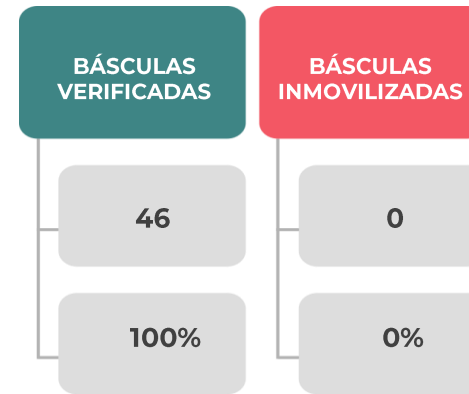 BÁSCULAS
VERIFICADAS
46
100%
BÁSCULAS
INMOVILIZADAS
0
0%